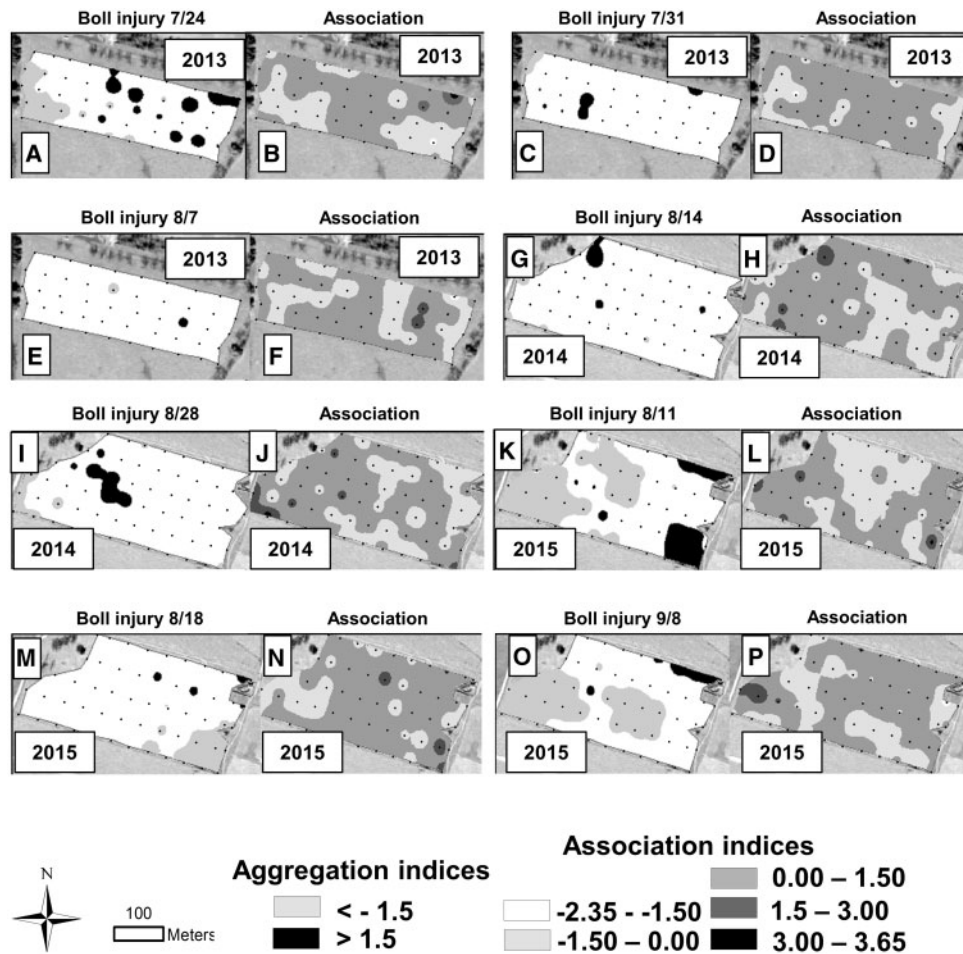 Boll injury 7/24 Association Boll injury 7/31 Association
2013 2013 2013 2013
A B C D
Boll injury 8/7 Association Boll injury 8/14 Association
2013 2013 G H
E F 2014 2014
Boll injury 8/28 Association Boll injury 8/11 Association
I J K L
2014 2014 2015 2015
Boll injury 8/18 Association Boll injury 9/8 Association
M N O P
2015 2015 2015 2015
N
100
Meters
Aggregation indices
< - 1.5
> 1.5
Association indices
-2.35 - -1.50
-1.50 – 0.00
0.00 – 1.50
1.5 – 3.00
3.00 – 3.65